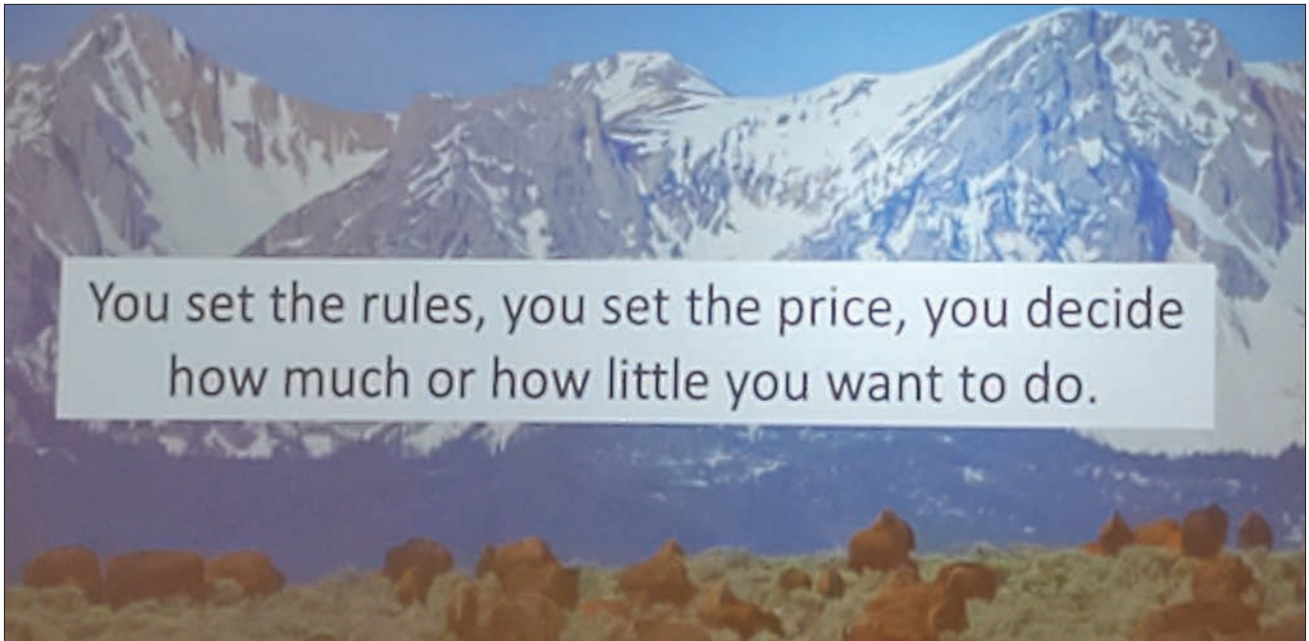 You set the rules, you set the price, you decide
how much or how little you want to do.